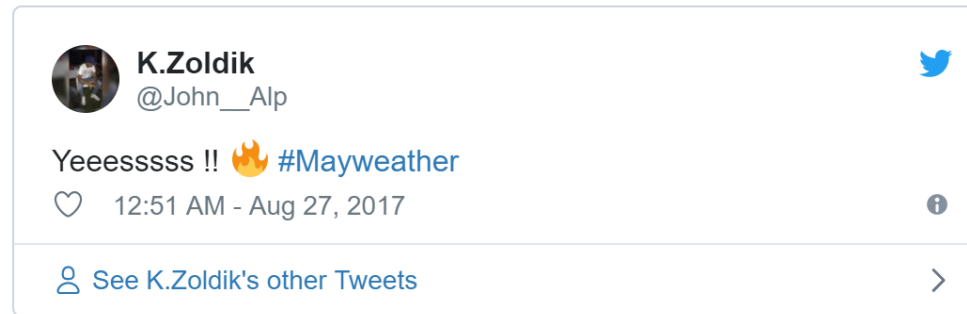 K.Zoldik
@John__Alp
Yeeesssss !! 🔥 #Mayweather
12:51 AM - Aug 27, 2017
See K.Zoldik's other Tweets